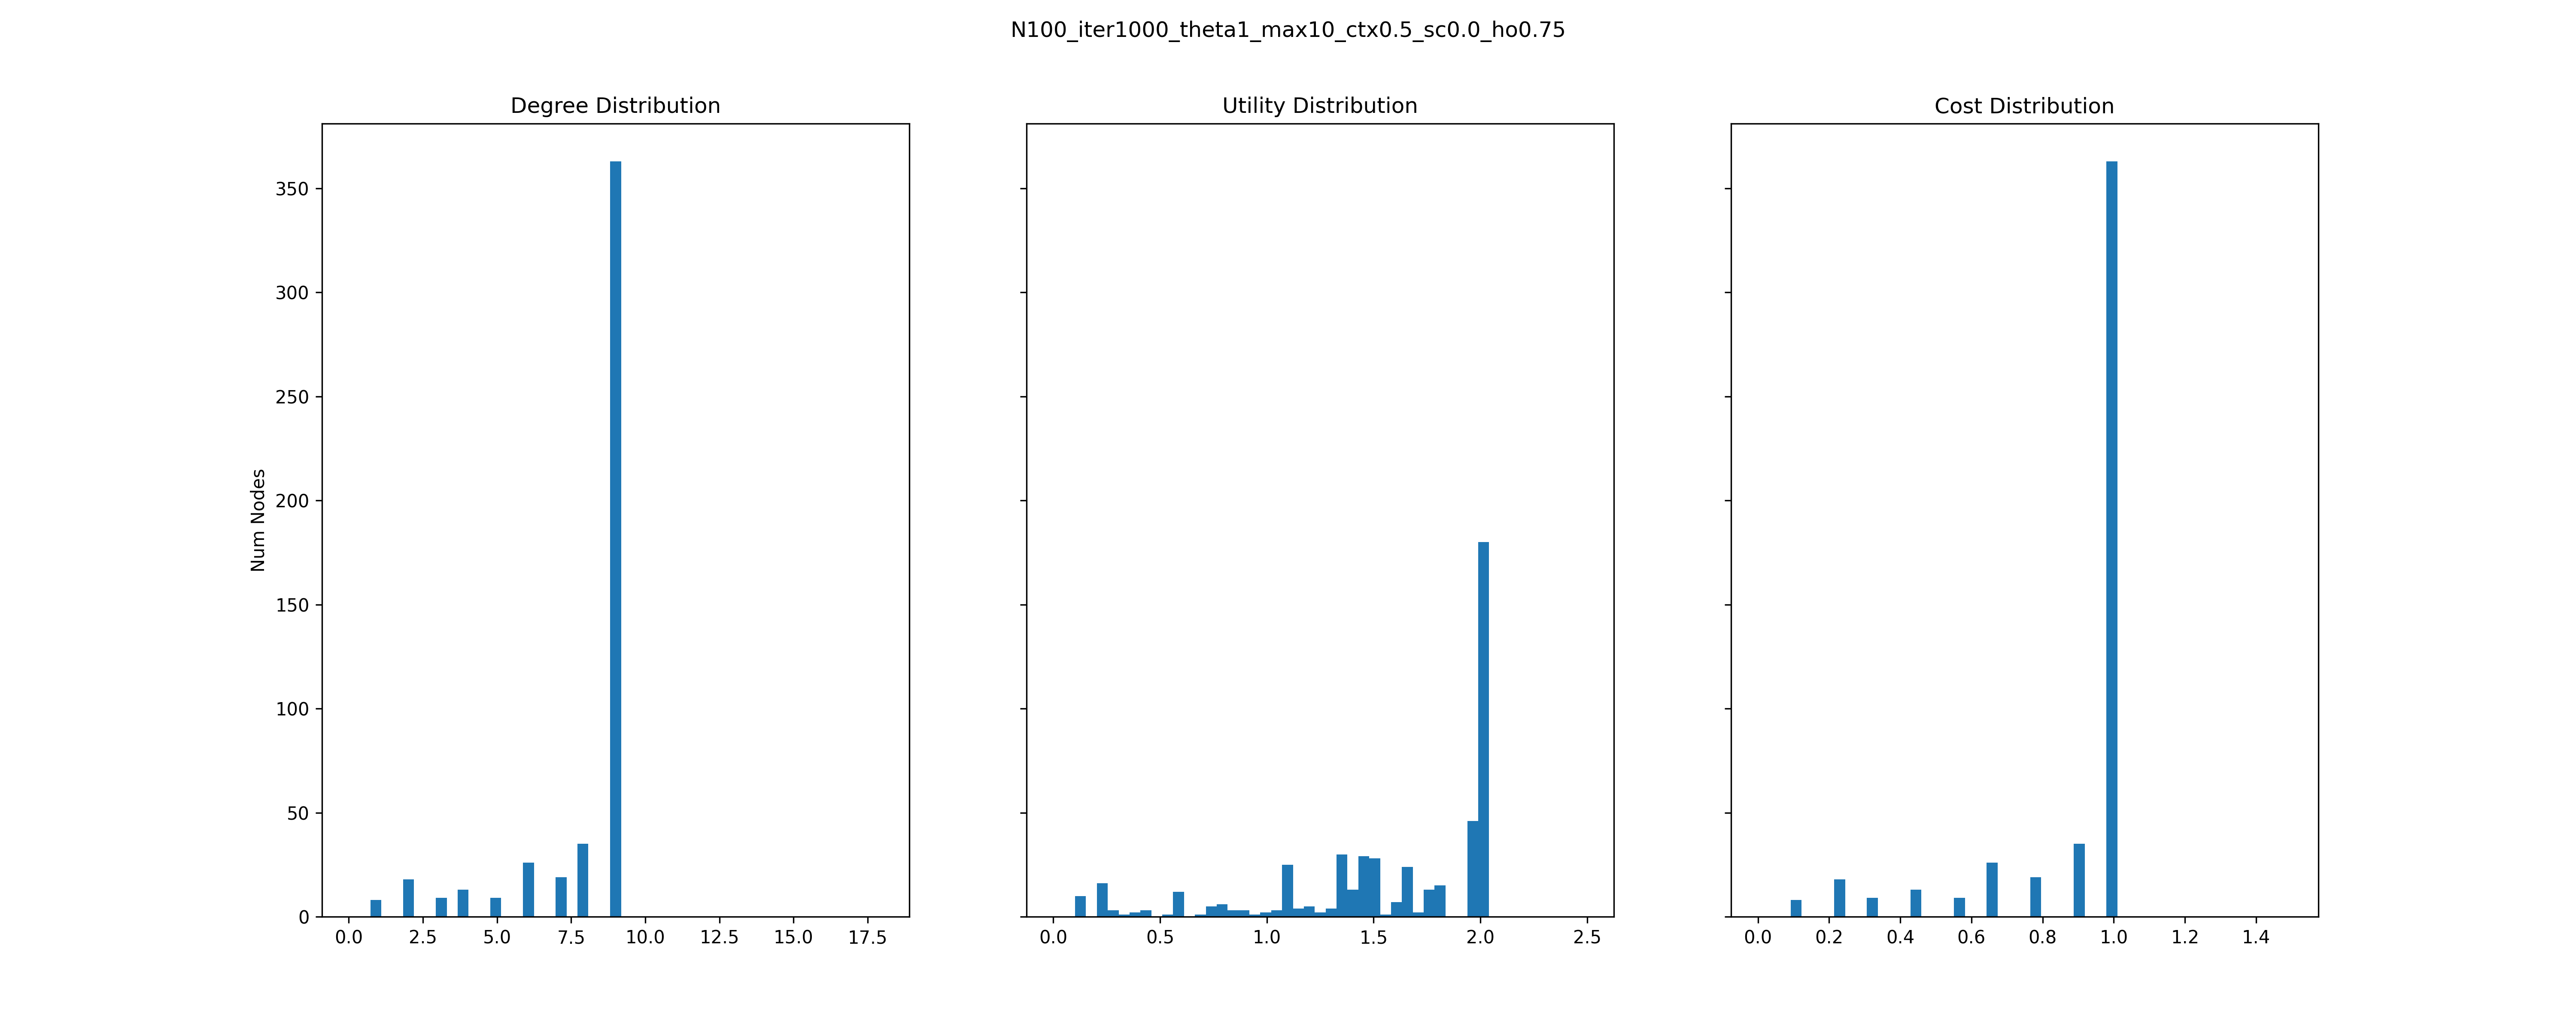 N100_iter1000_theta1_max10_ctx0.5_sc0.0_ho0.75
Degree Distribution
Utility Distribution
Cost Distribution
Num Nodes
350
300
250
200
150
100
50
0
0.0 2.5 5.0 7.5 10.0 12.5 15.0 17.5
0.0 0.5 1.0 1.5 2.0 2.5
0.0 0.2 0.4 0.6 0.8 1.0 1.2 1.4